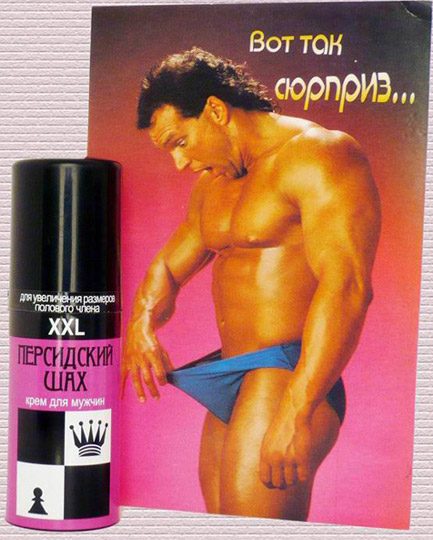 Вот так
сюрприз...
для увеличения размеров
полового члена
XXL
ПЕРСИДСКИЙ
ШАХ
крем для мужчин